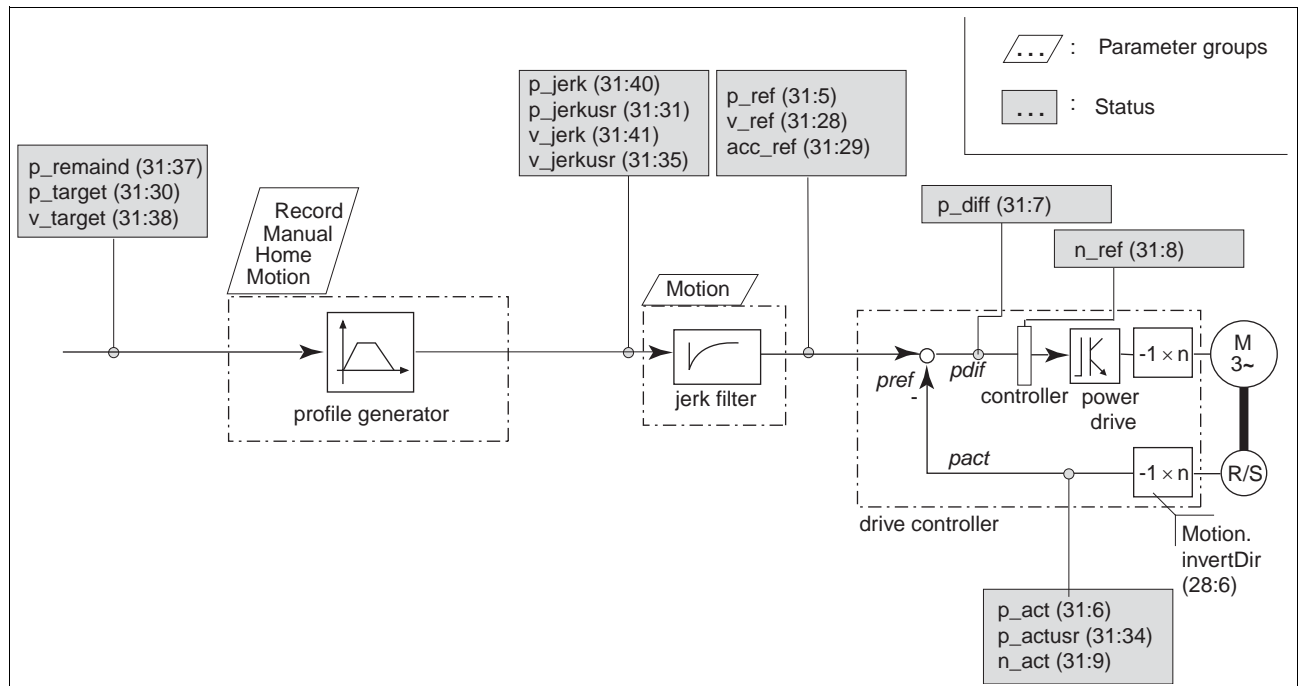 ... : Parameter groups
... : Status
p_remaind (31:37)
p_target (31:30)
v_target (31:38)
Record
Manual
Home
Motion
profile generator
p_jerk (31:40)
p_jerkusr (31:31)
v_jerk (31:41)
v_jerkusr (31:35)
Motion
jerk filter
p_ref (31:5)
v_ref (31:28)
acc_ref (31:29)
p_diff (31:7)
n_ref (31:8)
pref
-
pdif
controller
power
drive
-1 × n
M
3~
pact
-1 × n
R/S
drive controller
Motion.
invertDir
(28:6)
p_act (31:6)
p_actusr (31:34)
n_act (31:9)